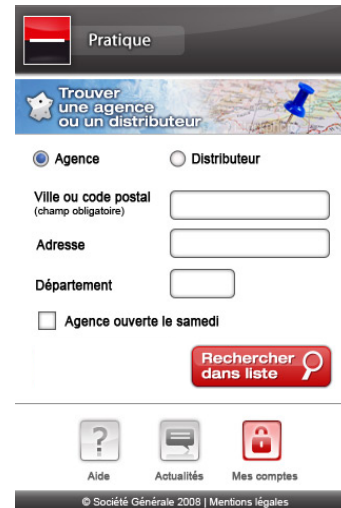 Pratique
Trouver
une agence
ou un distributeur
Agence Distributeur
Ville ou code postal
(champ obligatoire)
Adresse
Département
Agence ouverte le samedi
Rechercher
dans liste
?
Aide Actualités Mes comptes
© Société Générale 2008 | Mentions légales